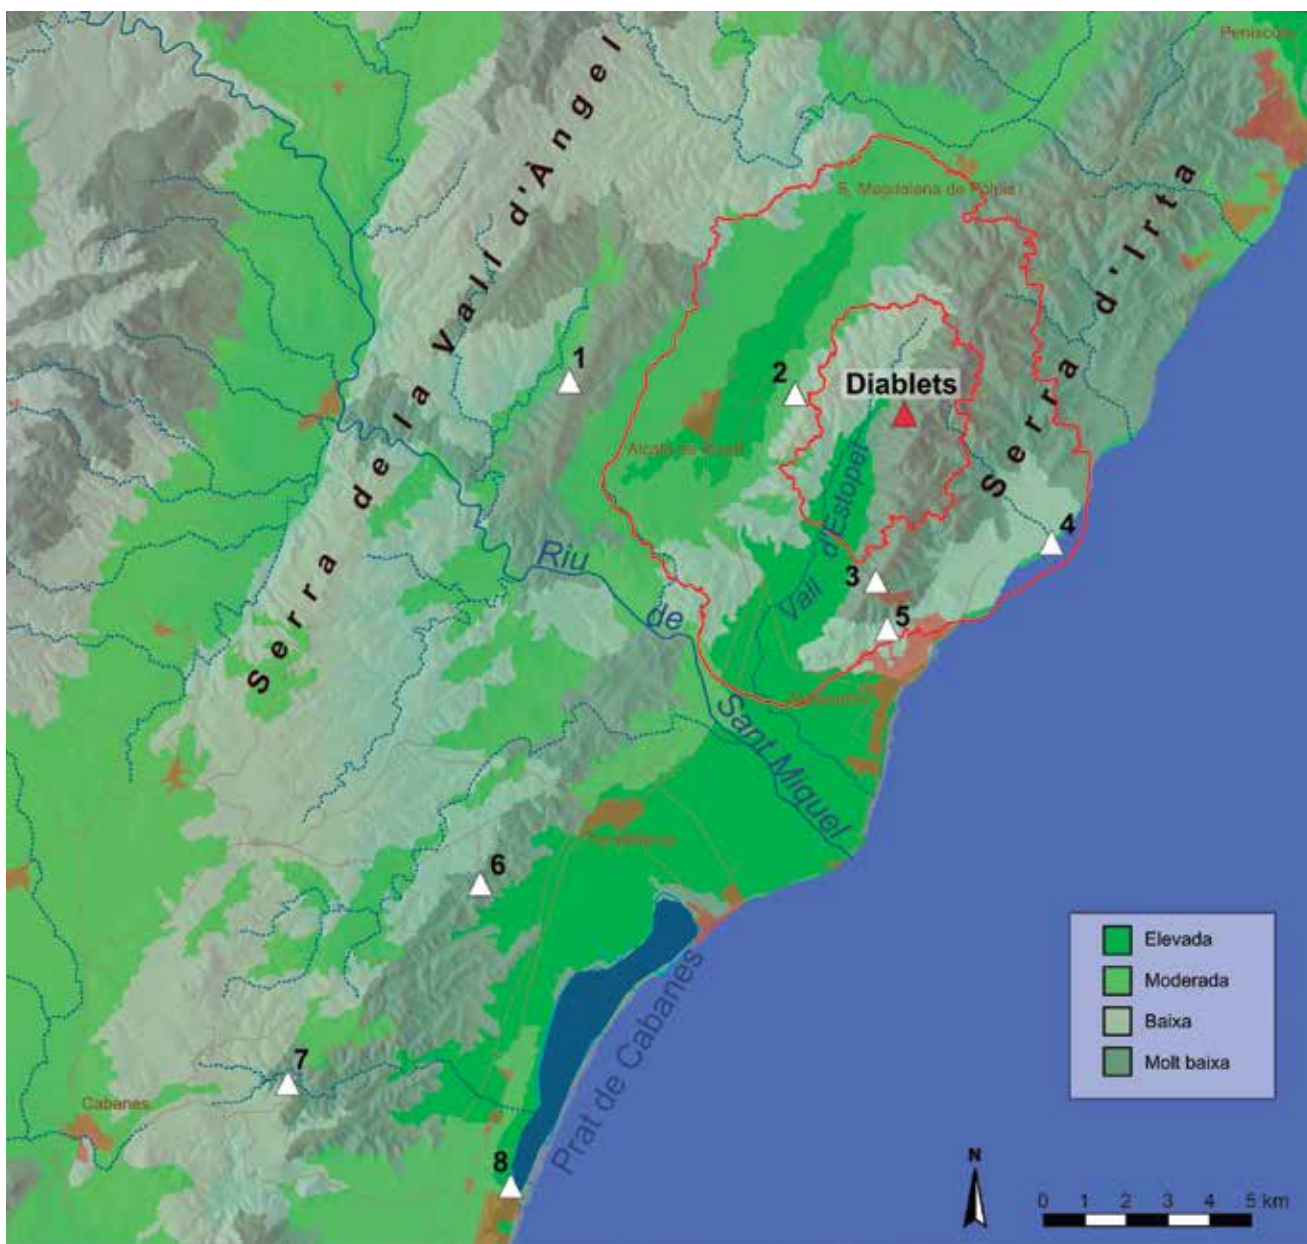 Peníscola
Serra de la Vall d'Àngel
S. Magdalena de Polpís
Serra d'Irta
1
2
Diablets
Alcalà de Xivert
Vall d'Estopet
4
3
5
Riu de Sant Miquel
6
7
Cabanes
8
Prat de Cabanes
Elevada
Moderada
Baixa
Molt baixa
N
0 1 2 3 4 5 km